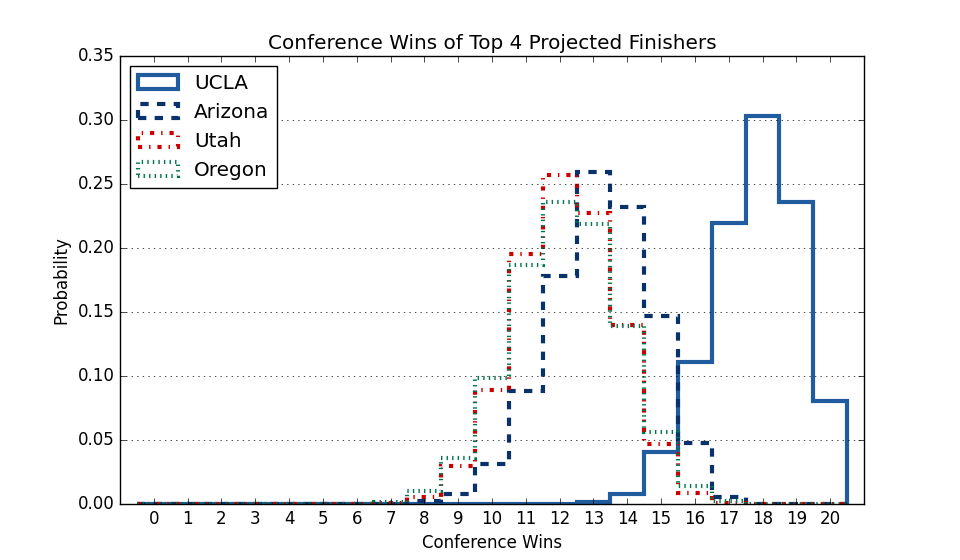 Conference Wins of Top 4 Projected Finishers
UCLA
Arizona
Utah
Oregon
0.35
0.30
0.25
0.20
0.15
0.10
0.05
0.00
Probability
0 1 2 3 4 5 6 7 8 9 10 11 12 13 14 15 16 17 18 19 20
Conference Wins